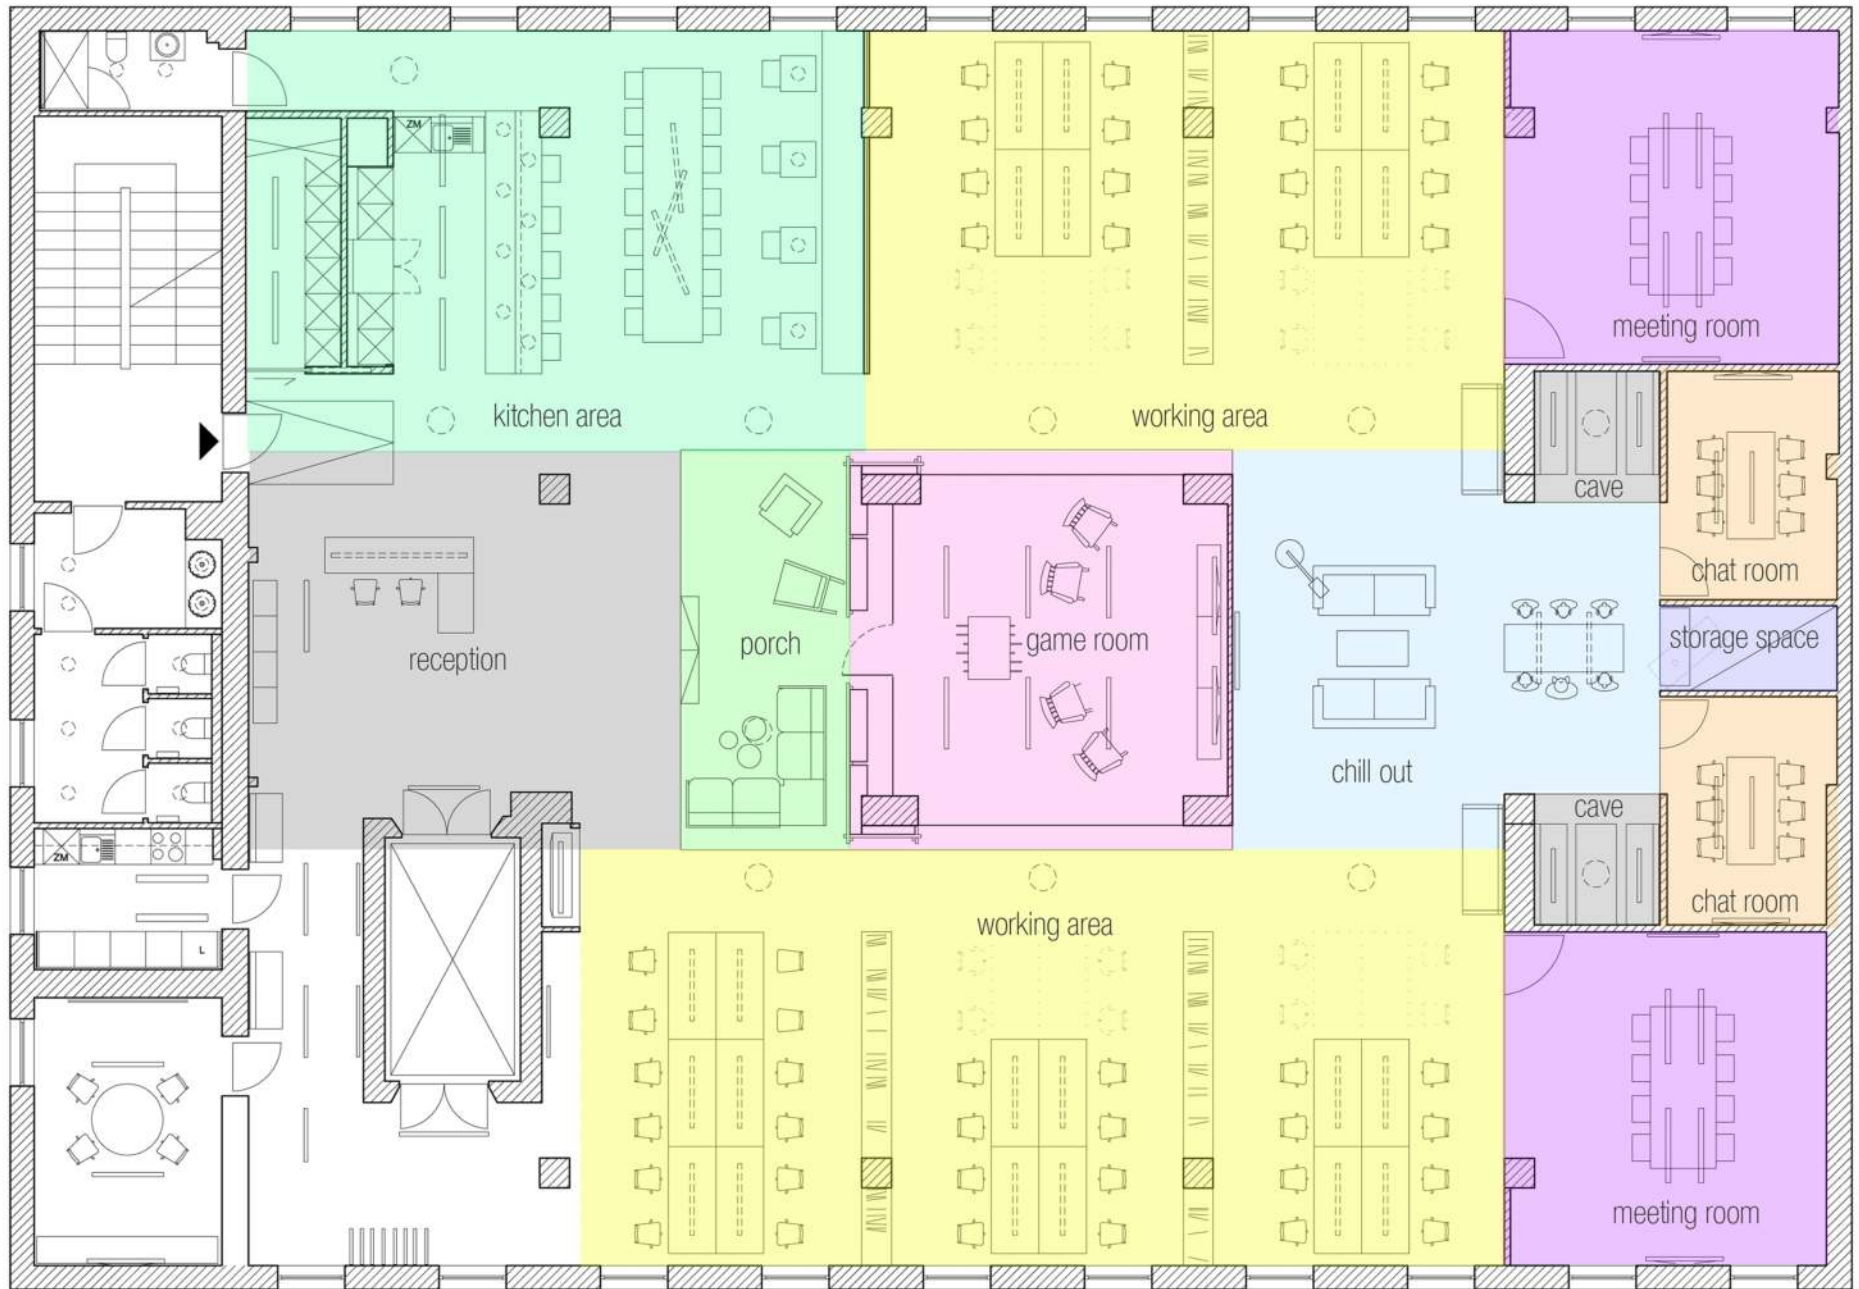 ZM
meeting room
kitchen area
working area
cave
chat room
reception
porch
game room
storage space
chill out
cave
ZM
chat room
working area
L
meeting room